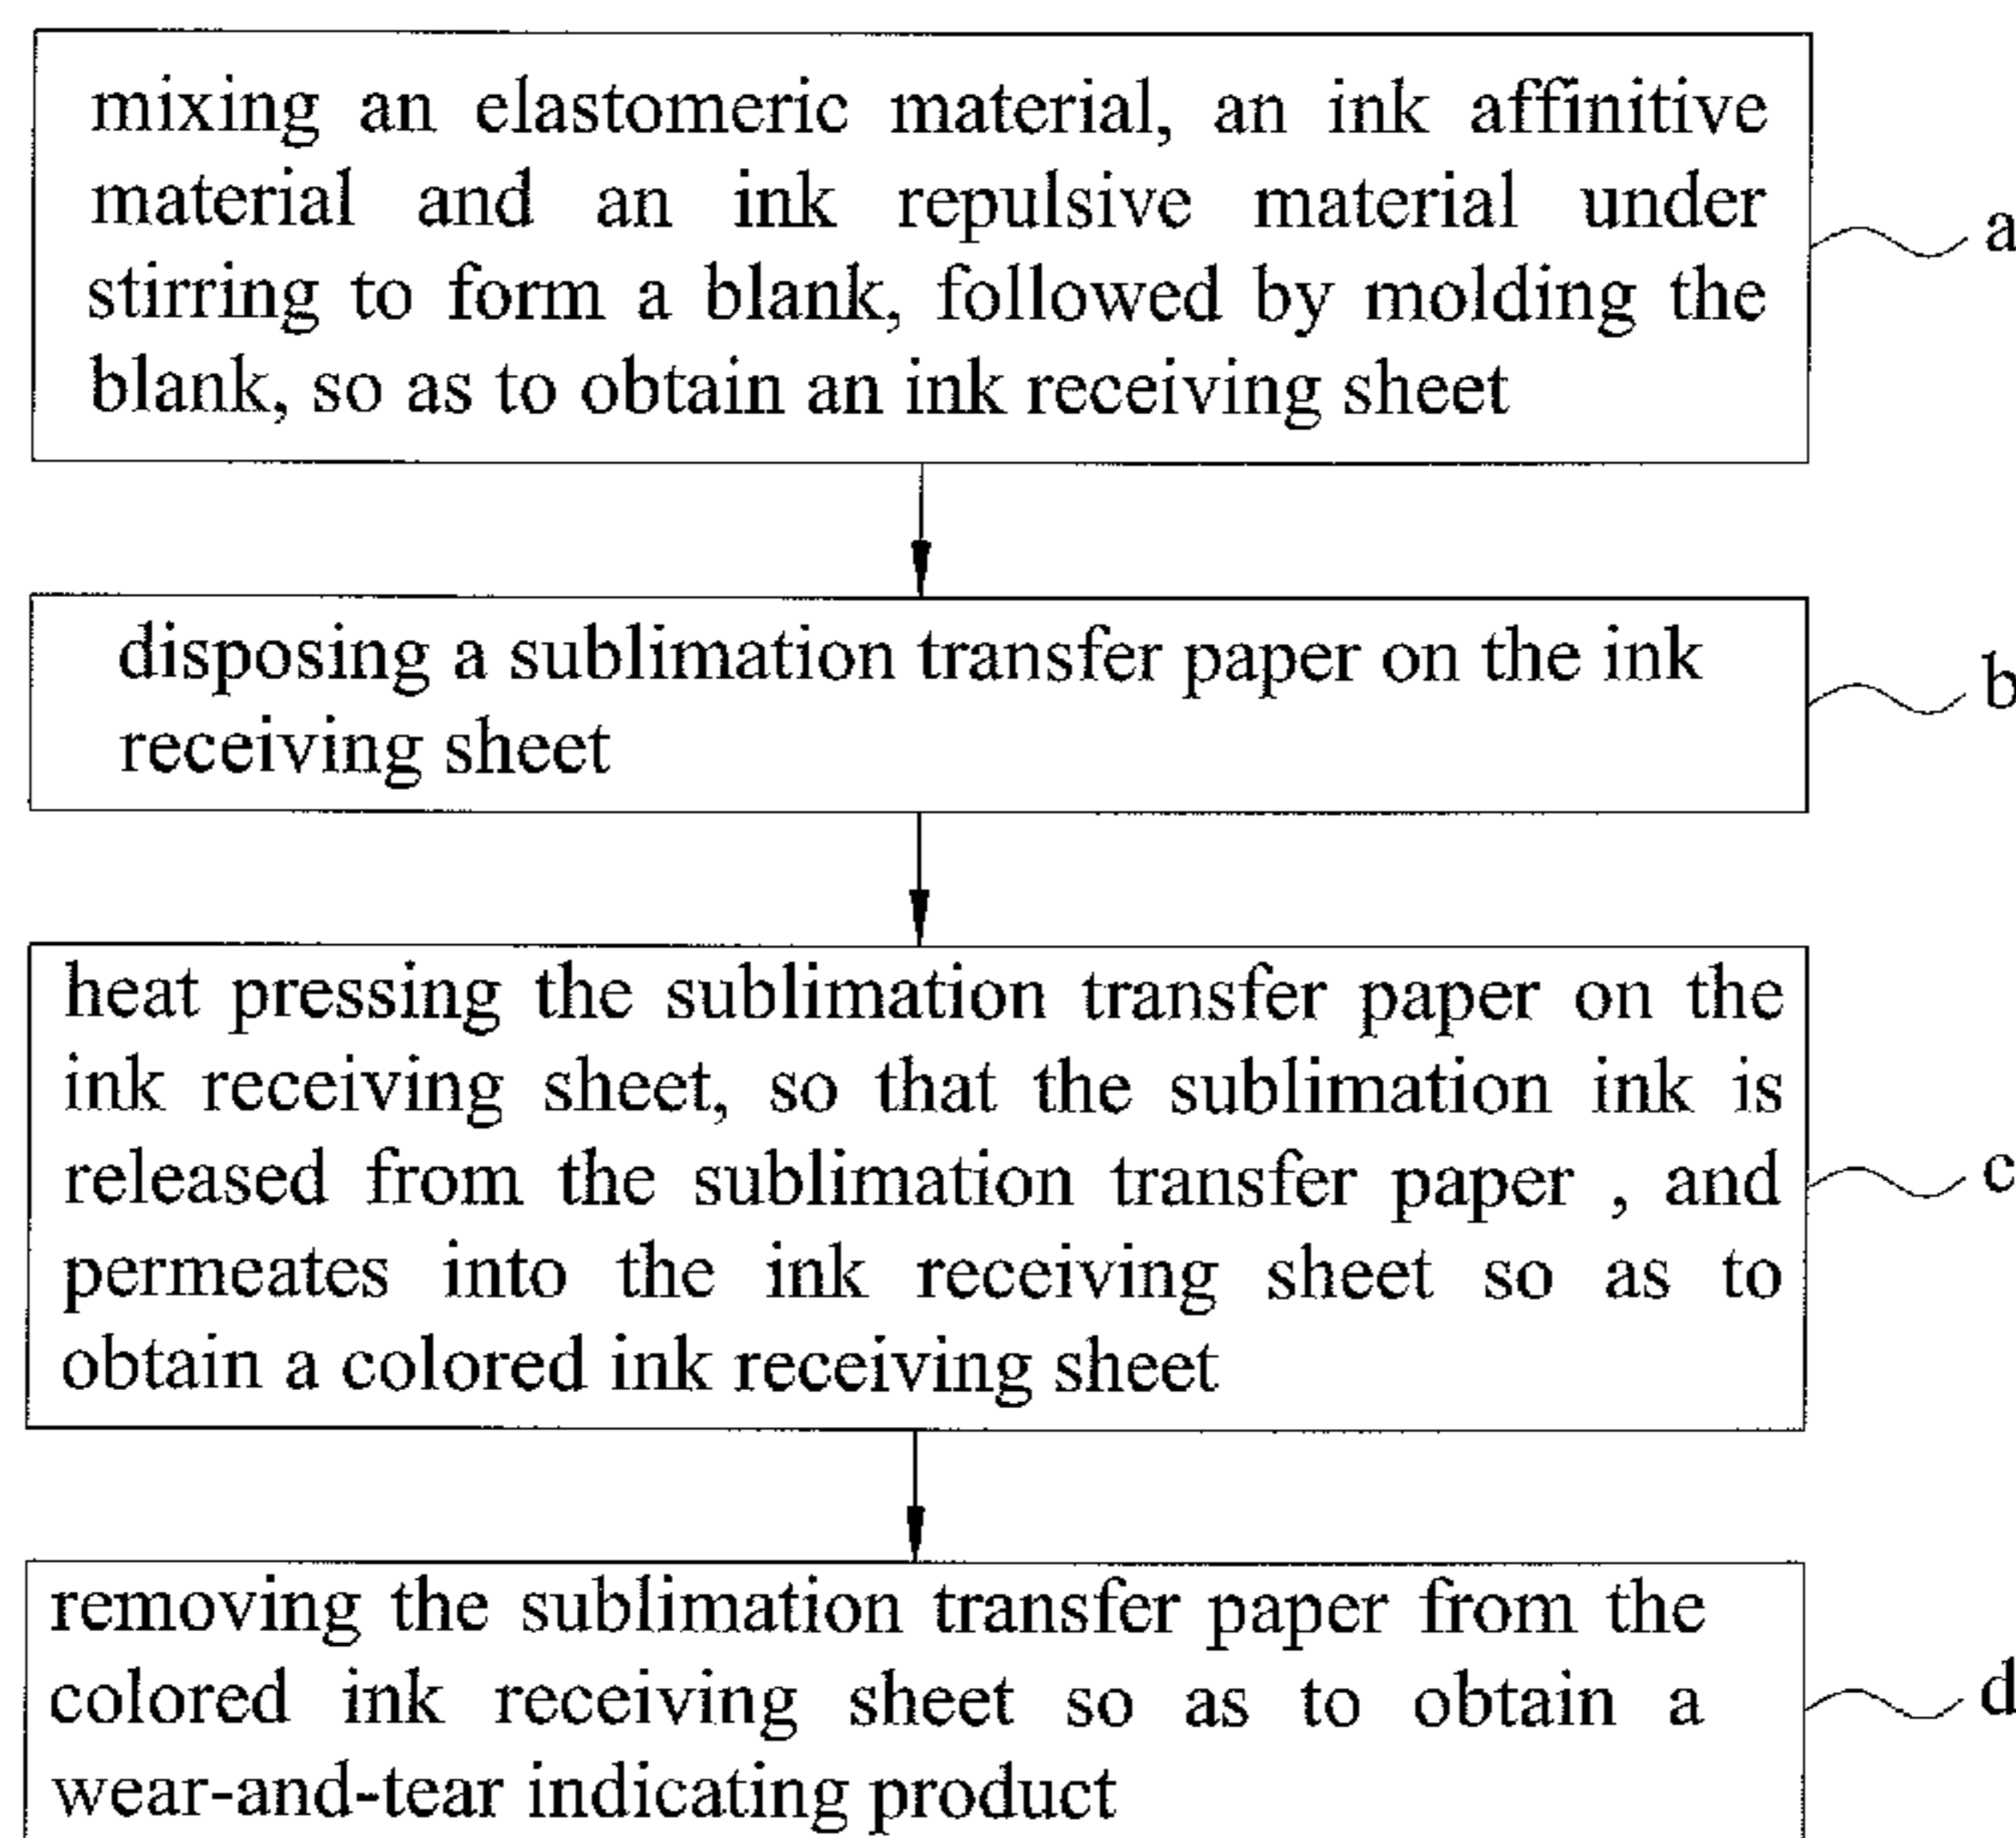 mixing an elastomeric material, an ink affinitive
material and an ink repulsive material under
stirring to form a blank, followed by molding the
blank, so as to obtain an ink receiving sheet
a
disposing a sublimation transfer paper on the ink
receiving sheet
b
heat pressing the sublimation transfer paper on the
ink receiving sheet, so that the sublimation ink is
released from the sublimation transfer paper , and
permeates into the ink receiving sheet so as to
obtain a colored ink receiving sheet
c
removing the sublimation transfer paper from the
colored ink receiving sheet so as to obtain a
wear-and-tear indicating product
d